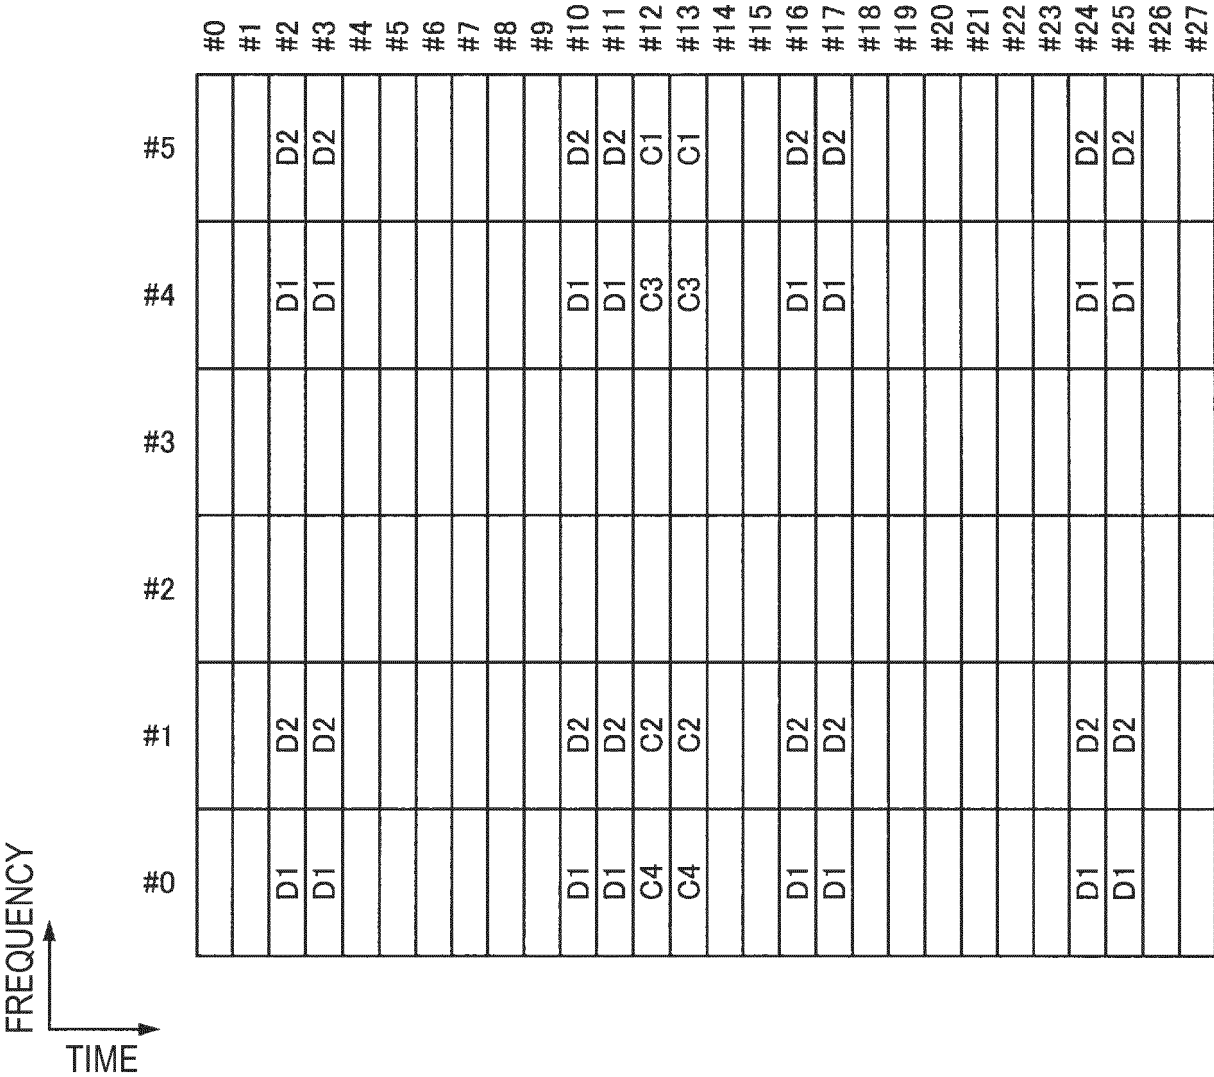 #0 #1 #2 #3 #4 #5 #6 #7 #8 #9 #10 #11 #12 #13 #14 #15 #16 #17 #18 #19 #20 #21 #22 #23 #24 #25 #26 #27
#5 D2 D2 D2 D2 C1 C1 D2 D2 D2 D2
#4 D1 D1 D1 D1 C3 C3 D1 D1 D1 D1
#3
#2
#1 D2 D2 D2 D2 C2 C2 D2 D2 D2 D2
#0 D1 D1 D1 D1 C4 C4 D1 D1 D1 D1
FREQUENCY
TIME